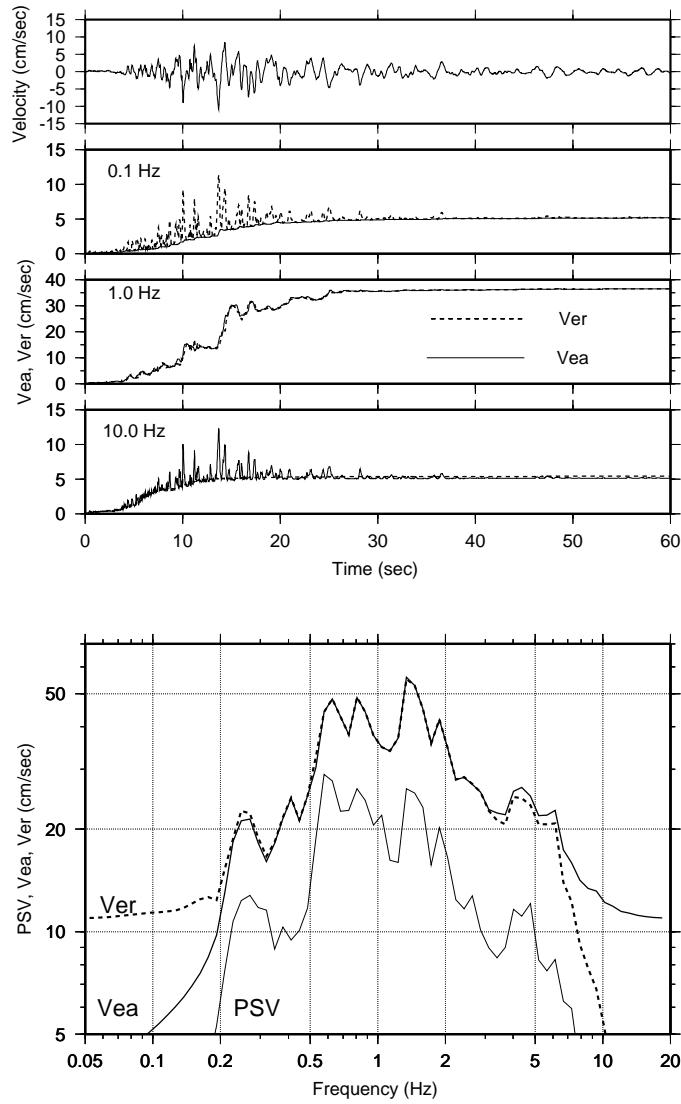 15
10
5
0
-5
-10
-15
Velocity (cm/sec)
15
10
5
0
0.1 Hz
40
30
20
10
0
1.0 Hz
Ver
Vea
Vea, Ver (cm/sec)
15
10
5
0
10.0 Hz
0 10 20 30 40 50 60
Time (sec)
50
20
10
5
PSV, Vea, Ver (cm/sec)
Ver
Vea
PSV
0.05 0.1 0.2 0.5 1 2 5 10 20
Frequency (Hz)